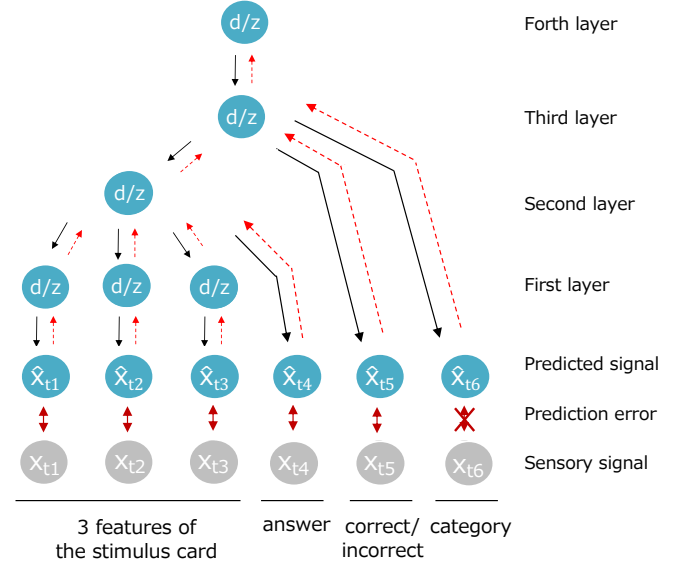 d/z
Forth layer
d/z
Third layer
d/z
Second layer
d/z d/z d/z
First layer
x̂t1 x̂t2 x̂t3 x̂t4 x̂t5 x̂t6
Predicted signal
Prediction error
xt1 xt2 xt3 xt4 xt5 xt6
Sensory signal
3 features of
the stimulus card
answer
correct/
incorrect
category